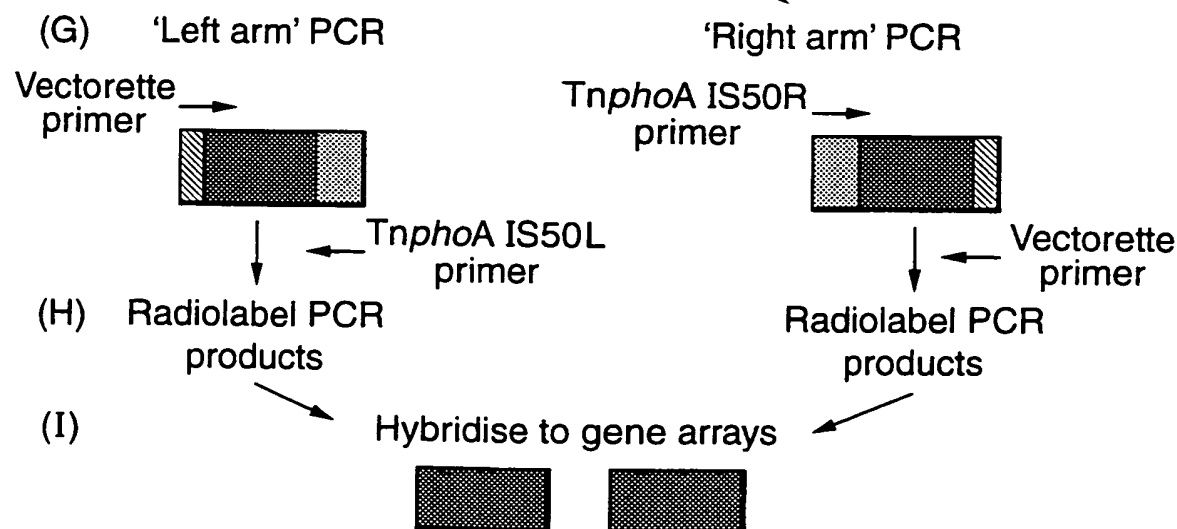 (G) 'Left arm' PCR
'Right arm' PCR
Vectorette
primer
TnphoA IS50R
primer
TnphoA IS50L
primer
Vectorette
primer
(H) Radiolabel PCR
products
Radiolabel PCR
products
(I) Hybridise to gene arrays